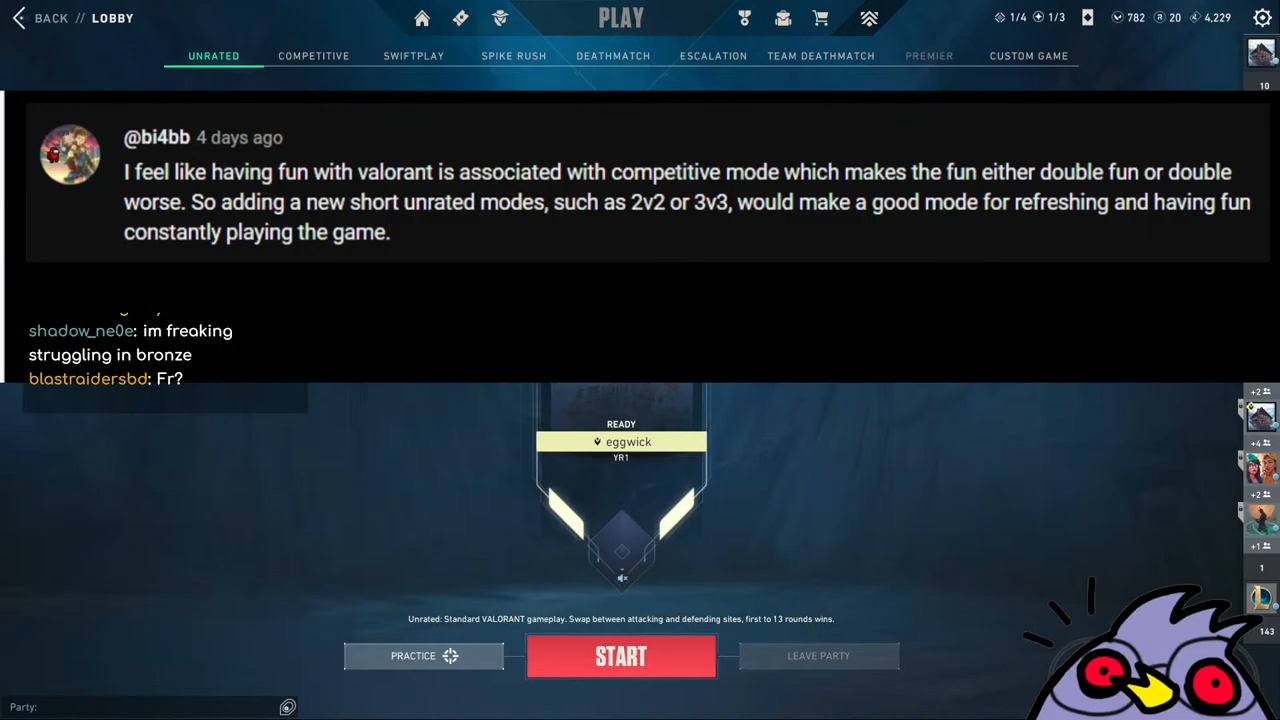 BACK // LOBBY
PLAY
1/4 1/3 782 20 4,229
UNRATED COMPETITIVE SWIFTPLAY SPIKE RUSH DEATHMATCH ESCALATION TEAM DEATHMATCH PREMIER CUSTOM GAME
10
@bi4bb 4 days ago
I feel like having fun with valorant is associated with competitive mode which makes the fun either double fun or double
worse. So adding a new short unrated modes, such as 2v2 or 3v3, would make a good mode for refreshing and having fun
constantly playing the game.
shadow_ne0e: im freaking
struggling in bronze
blastraidersbd: Fr?
+2
READY
eggwick
YR1
+4
+2
+1
1
Unrated: Standard VALORANT gameplay. Swap between attacking and defending sites, first to 13 rounds wins.
143
PRACTICE
START
LEAVE PARTY
Party: